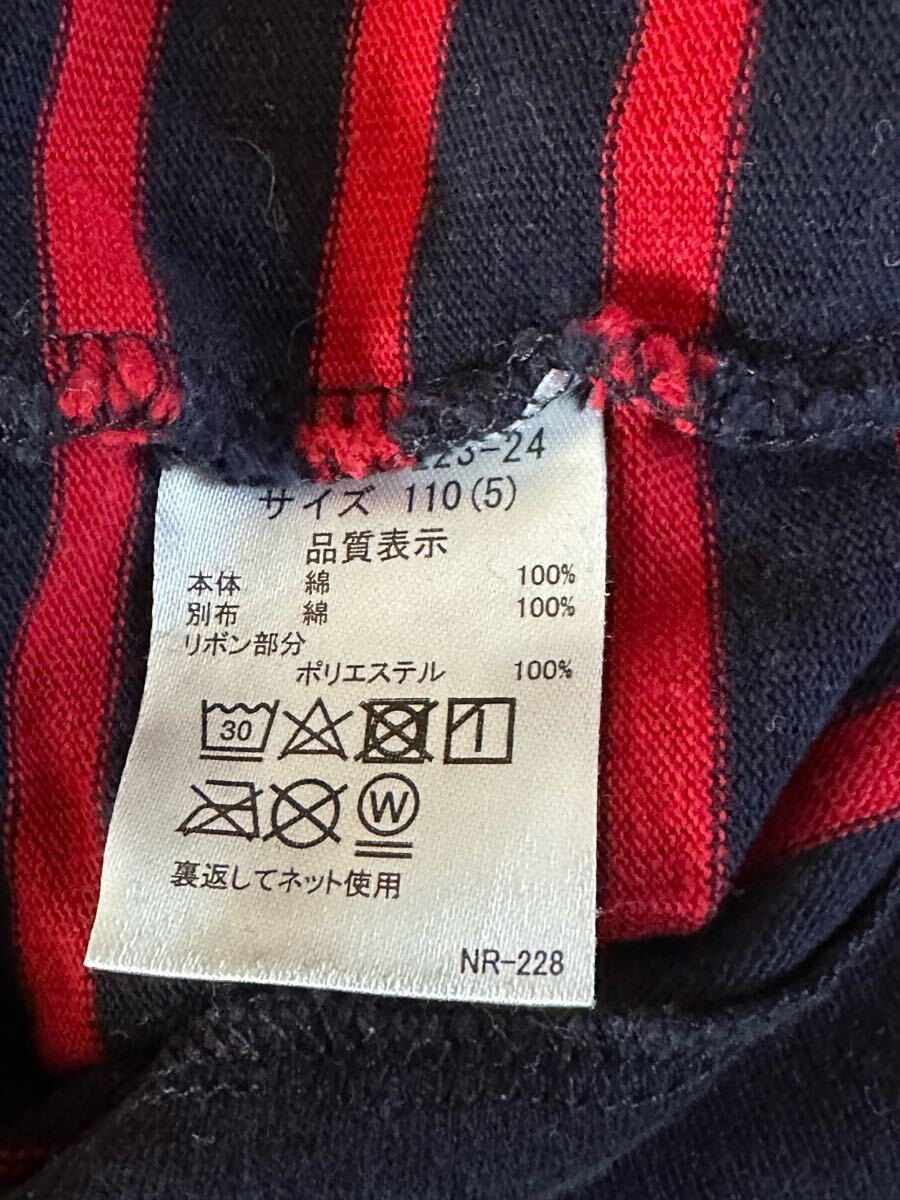 23-24
サイズ 110(5)
品質表示
本体 綿 100%
別布 綿 100%
リボン部分
ポリエステル 100%
30
W
裏返してネット使用
NR-228